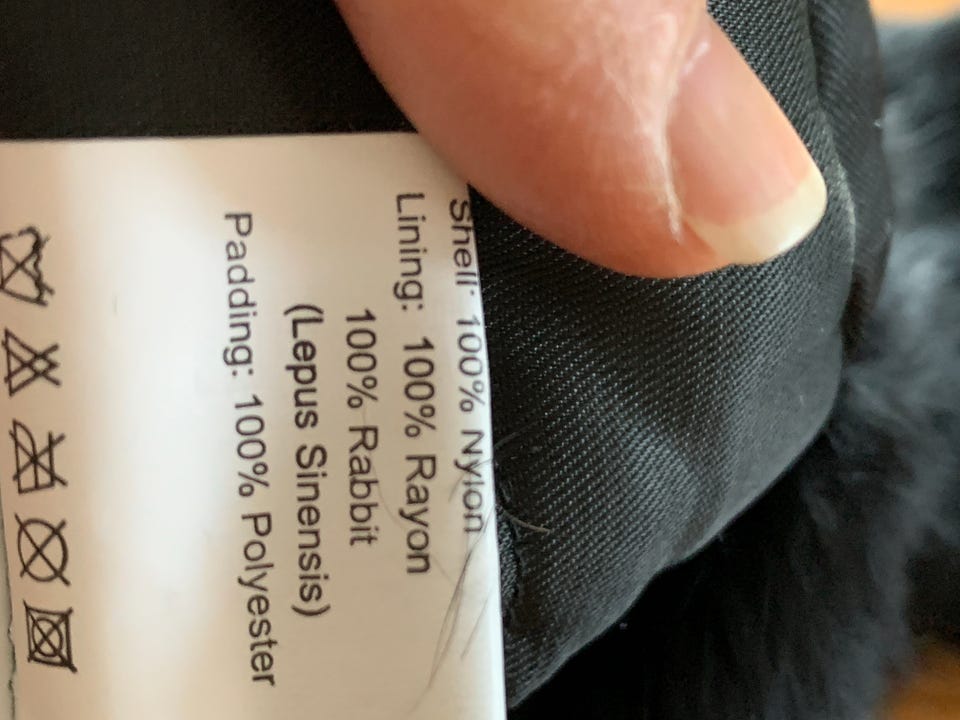 Shell: 100% Nylon
Lining: 100% Rayon
100% Rabbit
(Lepus Sinensis)
Padding: 100% Polyester